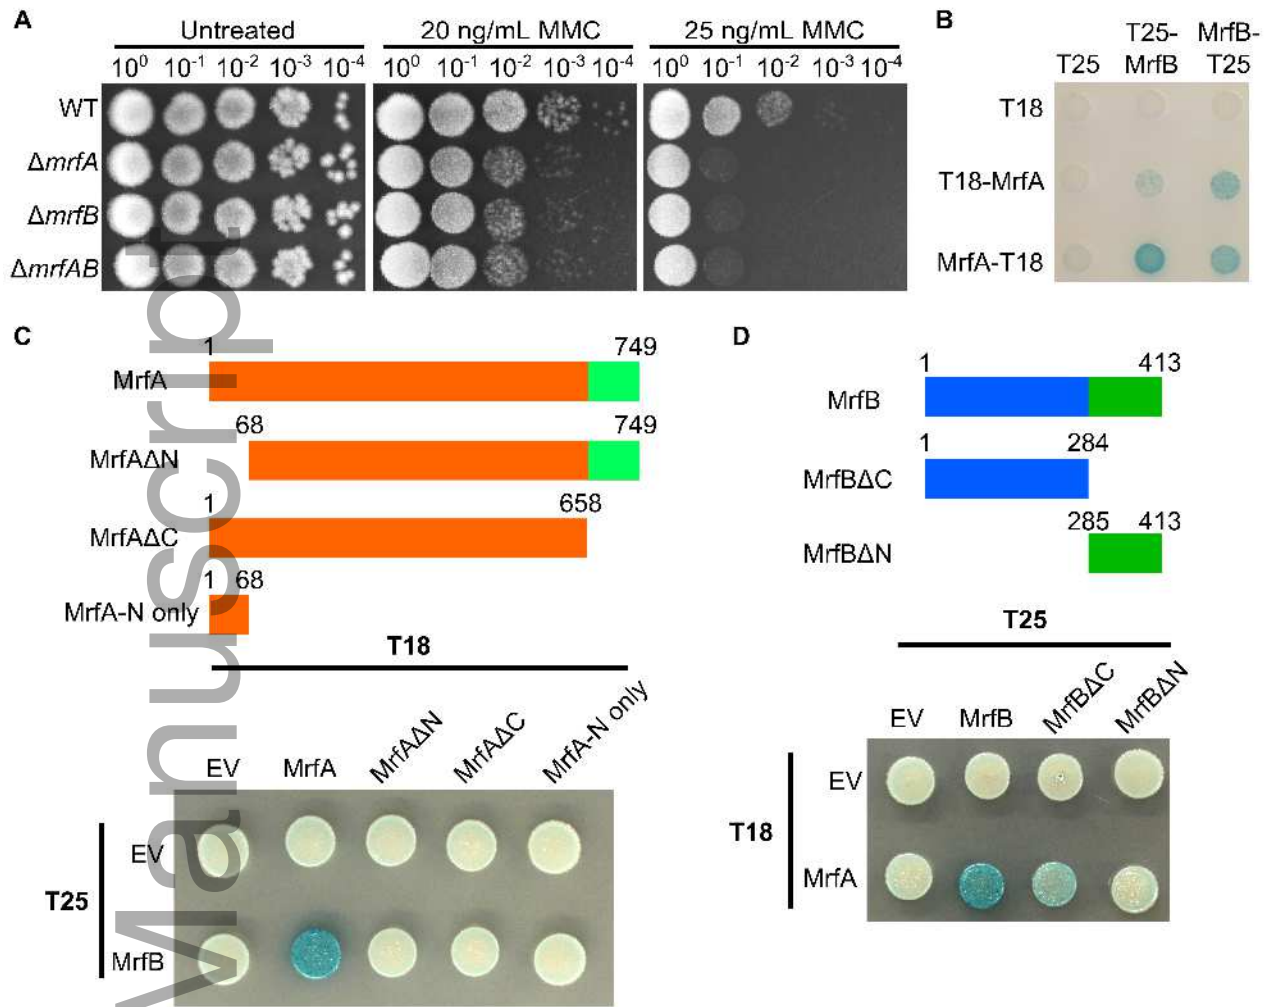 A
Untreated
20 ng/mL MMC
25 ng/mL MMC
10⁰ 10⁻¹ 10⁻² 10⁻³ 10⁻⁴
10⁰ 10⁻¹ 10⁻² 10⁻³ 10⁻⁴
10⁰ 10⁻¹ 10⁻² 10⁻³ 10⁻⁴
WT
ΔmrfA
ΔmrfB
ΔmrfAB
B
T25
T25-
MrfB
MrfB-
T25
T18
T18-MrfA
MrfA-T18
C
1 749
MrfA
68 749
MrfAΔN
1 658
MrfAΔC
1 68
MrfA-N only
T18
EV MrfA MrfAΔN MrfAΔC MrfA-N only
T25
EV
MrfB
D
1 413
MrfB
1 284
MrfBΔC
285 413
MrfBΔN
T25
EV MrfB MrfBΔC MrfBΔN
T18
EV
MrfA
Manuscript